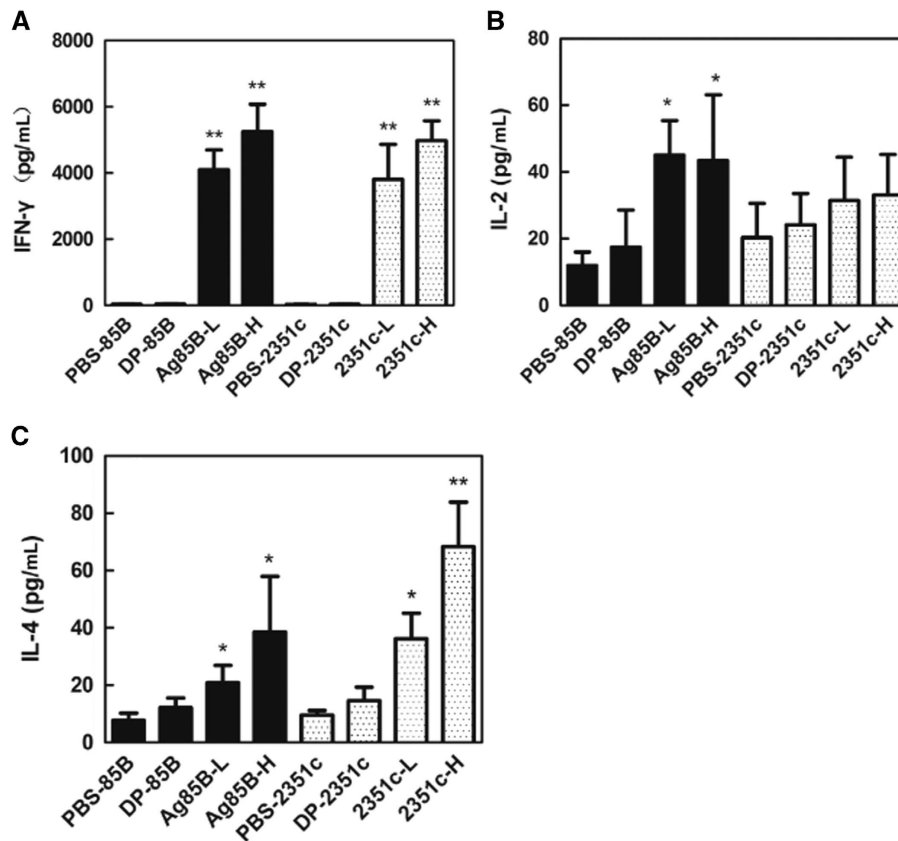 A
8000
6000
4000
2000
0
IFN-γ (pg/mL)
** ** ** **
PBS-85B DP-85B Ag85B-L Ag85B-H PBS-2351c DP-2351c 2351c-L 2351c-H
B
80
60
40
20
0
IL-2 (pg/mL)
* *
PBS-85B DP-85B Ag85B-L Ag85B-H PBS-2351c DP-2351c 2351c-L 2351c-H
C
100
80
60
40
20
0
IL-4 (pg/mL)
* * * **
PBS-85B DP-85B Ag85B-L Ag85B-H PBS-2351c DP-2351c 2351c-L 2351c-H